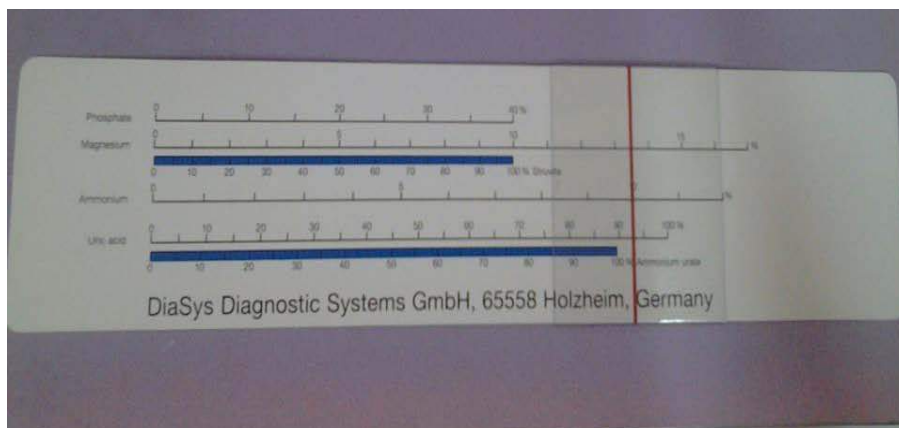 0 10 20 30 40 %
Phosphate
0 5 10 15 %
Magnesium
0 10 20 30 40 50 60 70 80 90 100 % Struvite
0 5 %
Ammonium
0 10 20 30 40 50 55 60 70 80 90 100 %
Uric acid
0 10 20 30 40 50 60 70 80 90 100 % Ammonium urate
DiaSys Diagnostic Systems GmbH, 65558 Holzheim, Germany